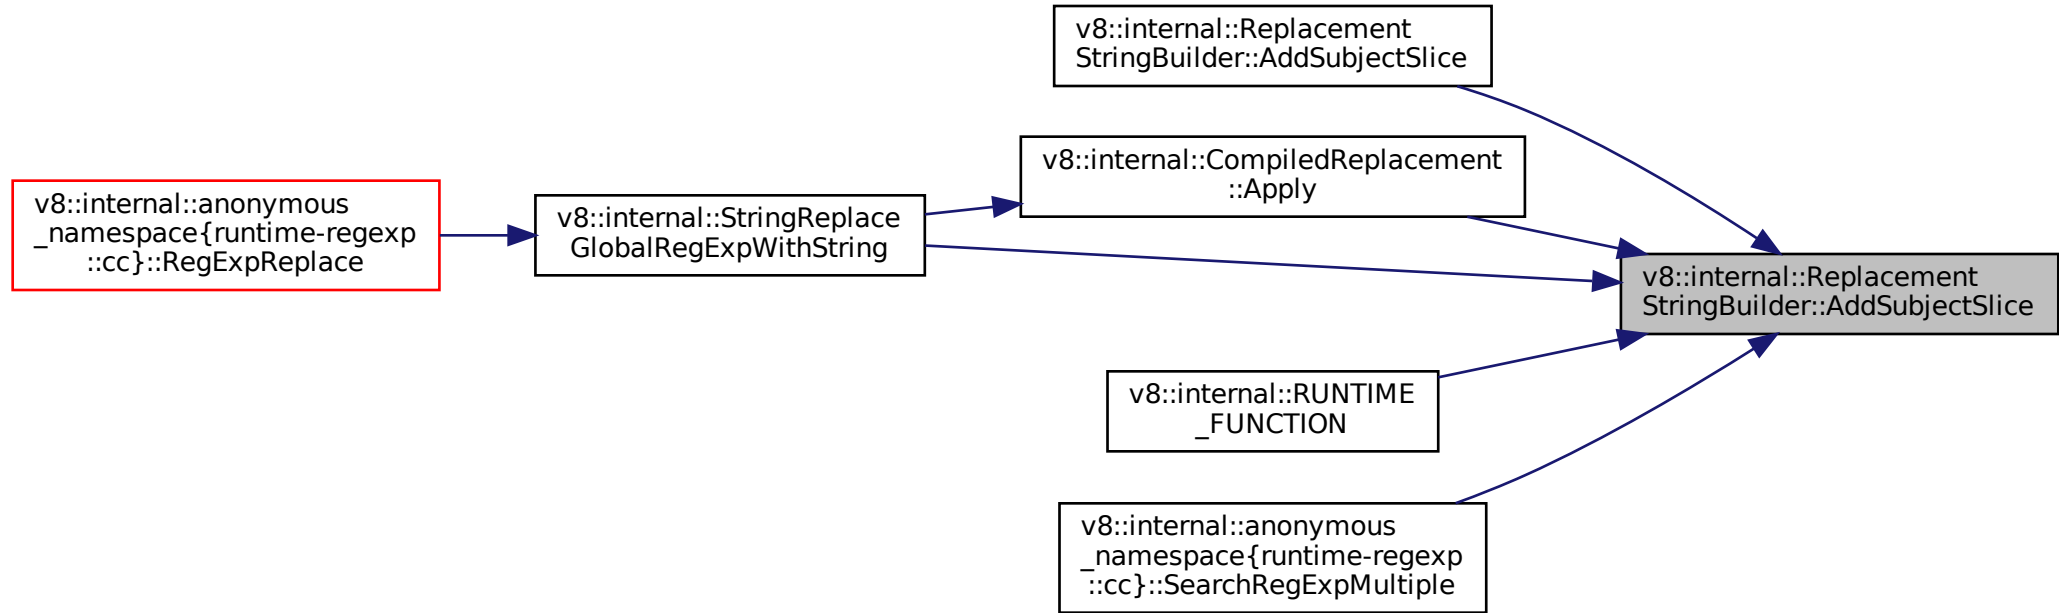 v8::internal::Replacement
StringBuilder::AddSubjectSlice
v8::internal::CompiledReplacement
::Apply
v8::internal::anonymous
_namespace{runtime-regexp
::cc}::RegExpReplace
v8::internal::StringReplace
GlobalRegExpWithString
v8::internal::Replacement
StringBuilder::AddSubjectSlice
v8::internal::RUNTIME
_FUNCTION
v8::internal::anonymous
_namespace{runtime-regexp
::cc}::SearchRegExpMultiple